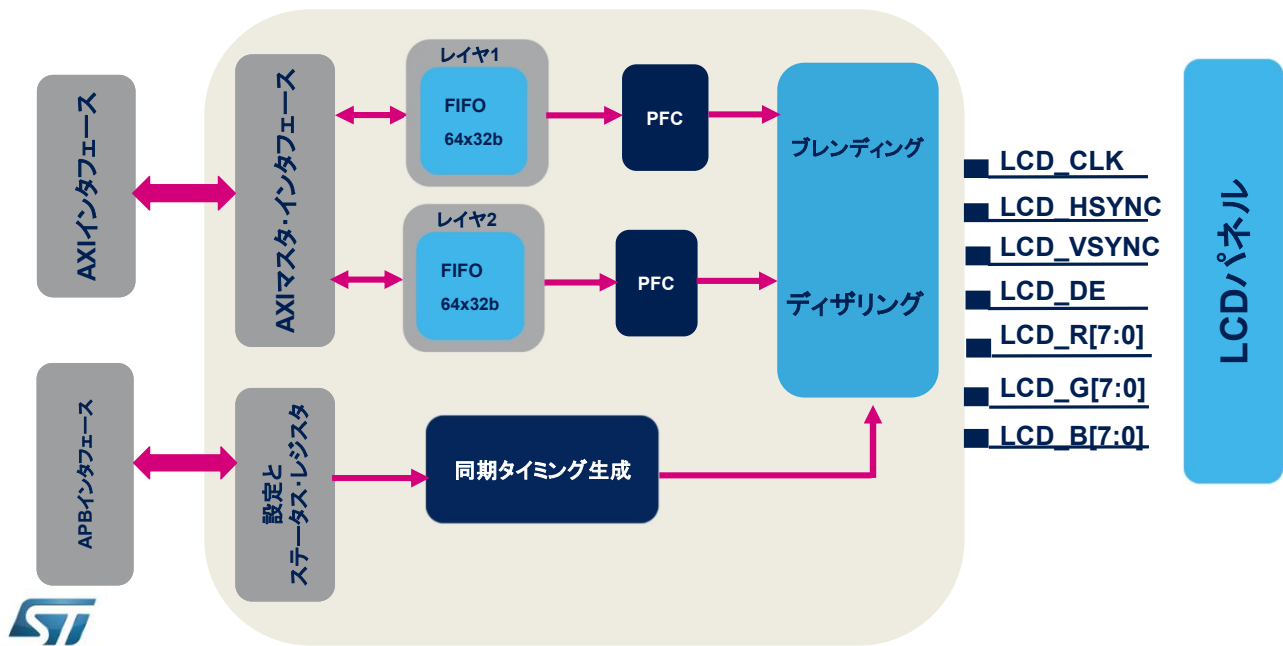 AXIインタフェース
AXIマスタ・インタフェース
レイヤ1
FIFO
64x32b
PFC
レイヤ2
FIFO
64x32b
PFC
ブレンディング
ディザリング
LCD_CLK
LCD_HSYNC
LCD_VSYNC
LCD_DE
LCD_R[7:0]
LCD_G[7:0]
LCD_B[7:0]
LCDパネル
APBインタフェース
設定と
ステータス・レジスタ
同期タイミング生成
ST